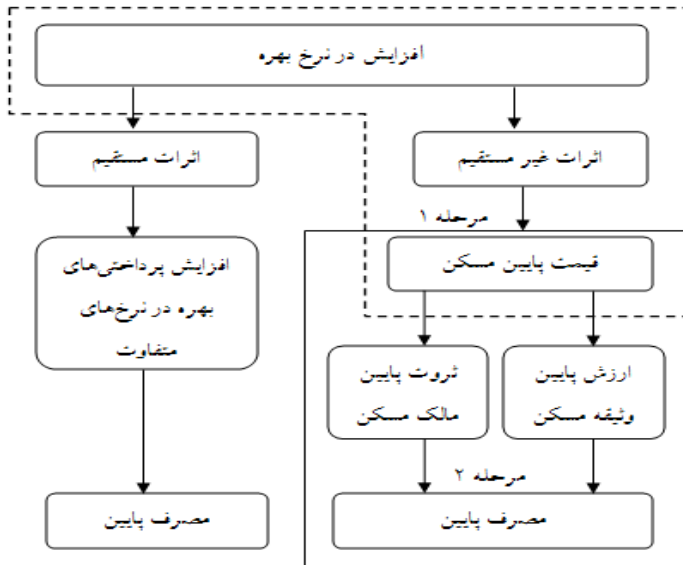 افزایش در نرخ بهره
اثرات مستقیم
اثرات غیر مستقیم
مرحله ۱
افزایش پرداختی‌های
بهره در نرخ‌های
متفاوت
قیمت پایین مسکن
ثروت پایین
مالک مسکن
ارزش پایین
وثیقه مسکن
مرحله ۲
مصرف پایین
مصرف پایین